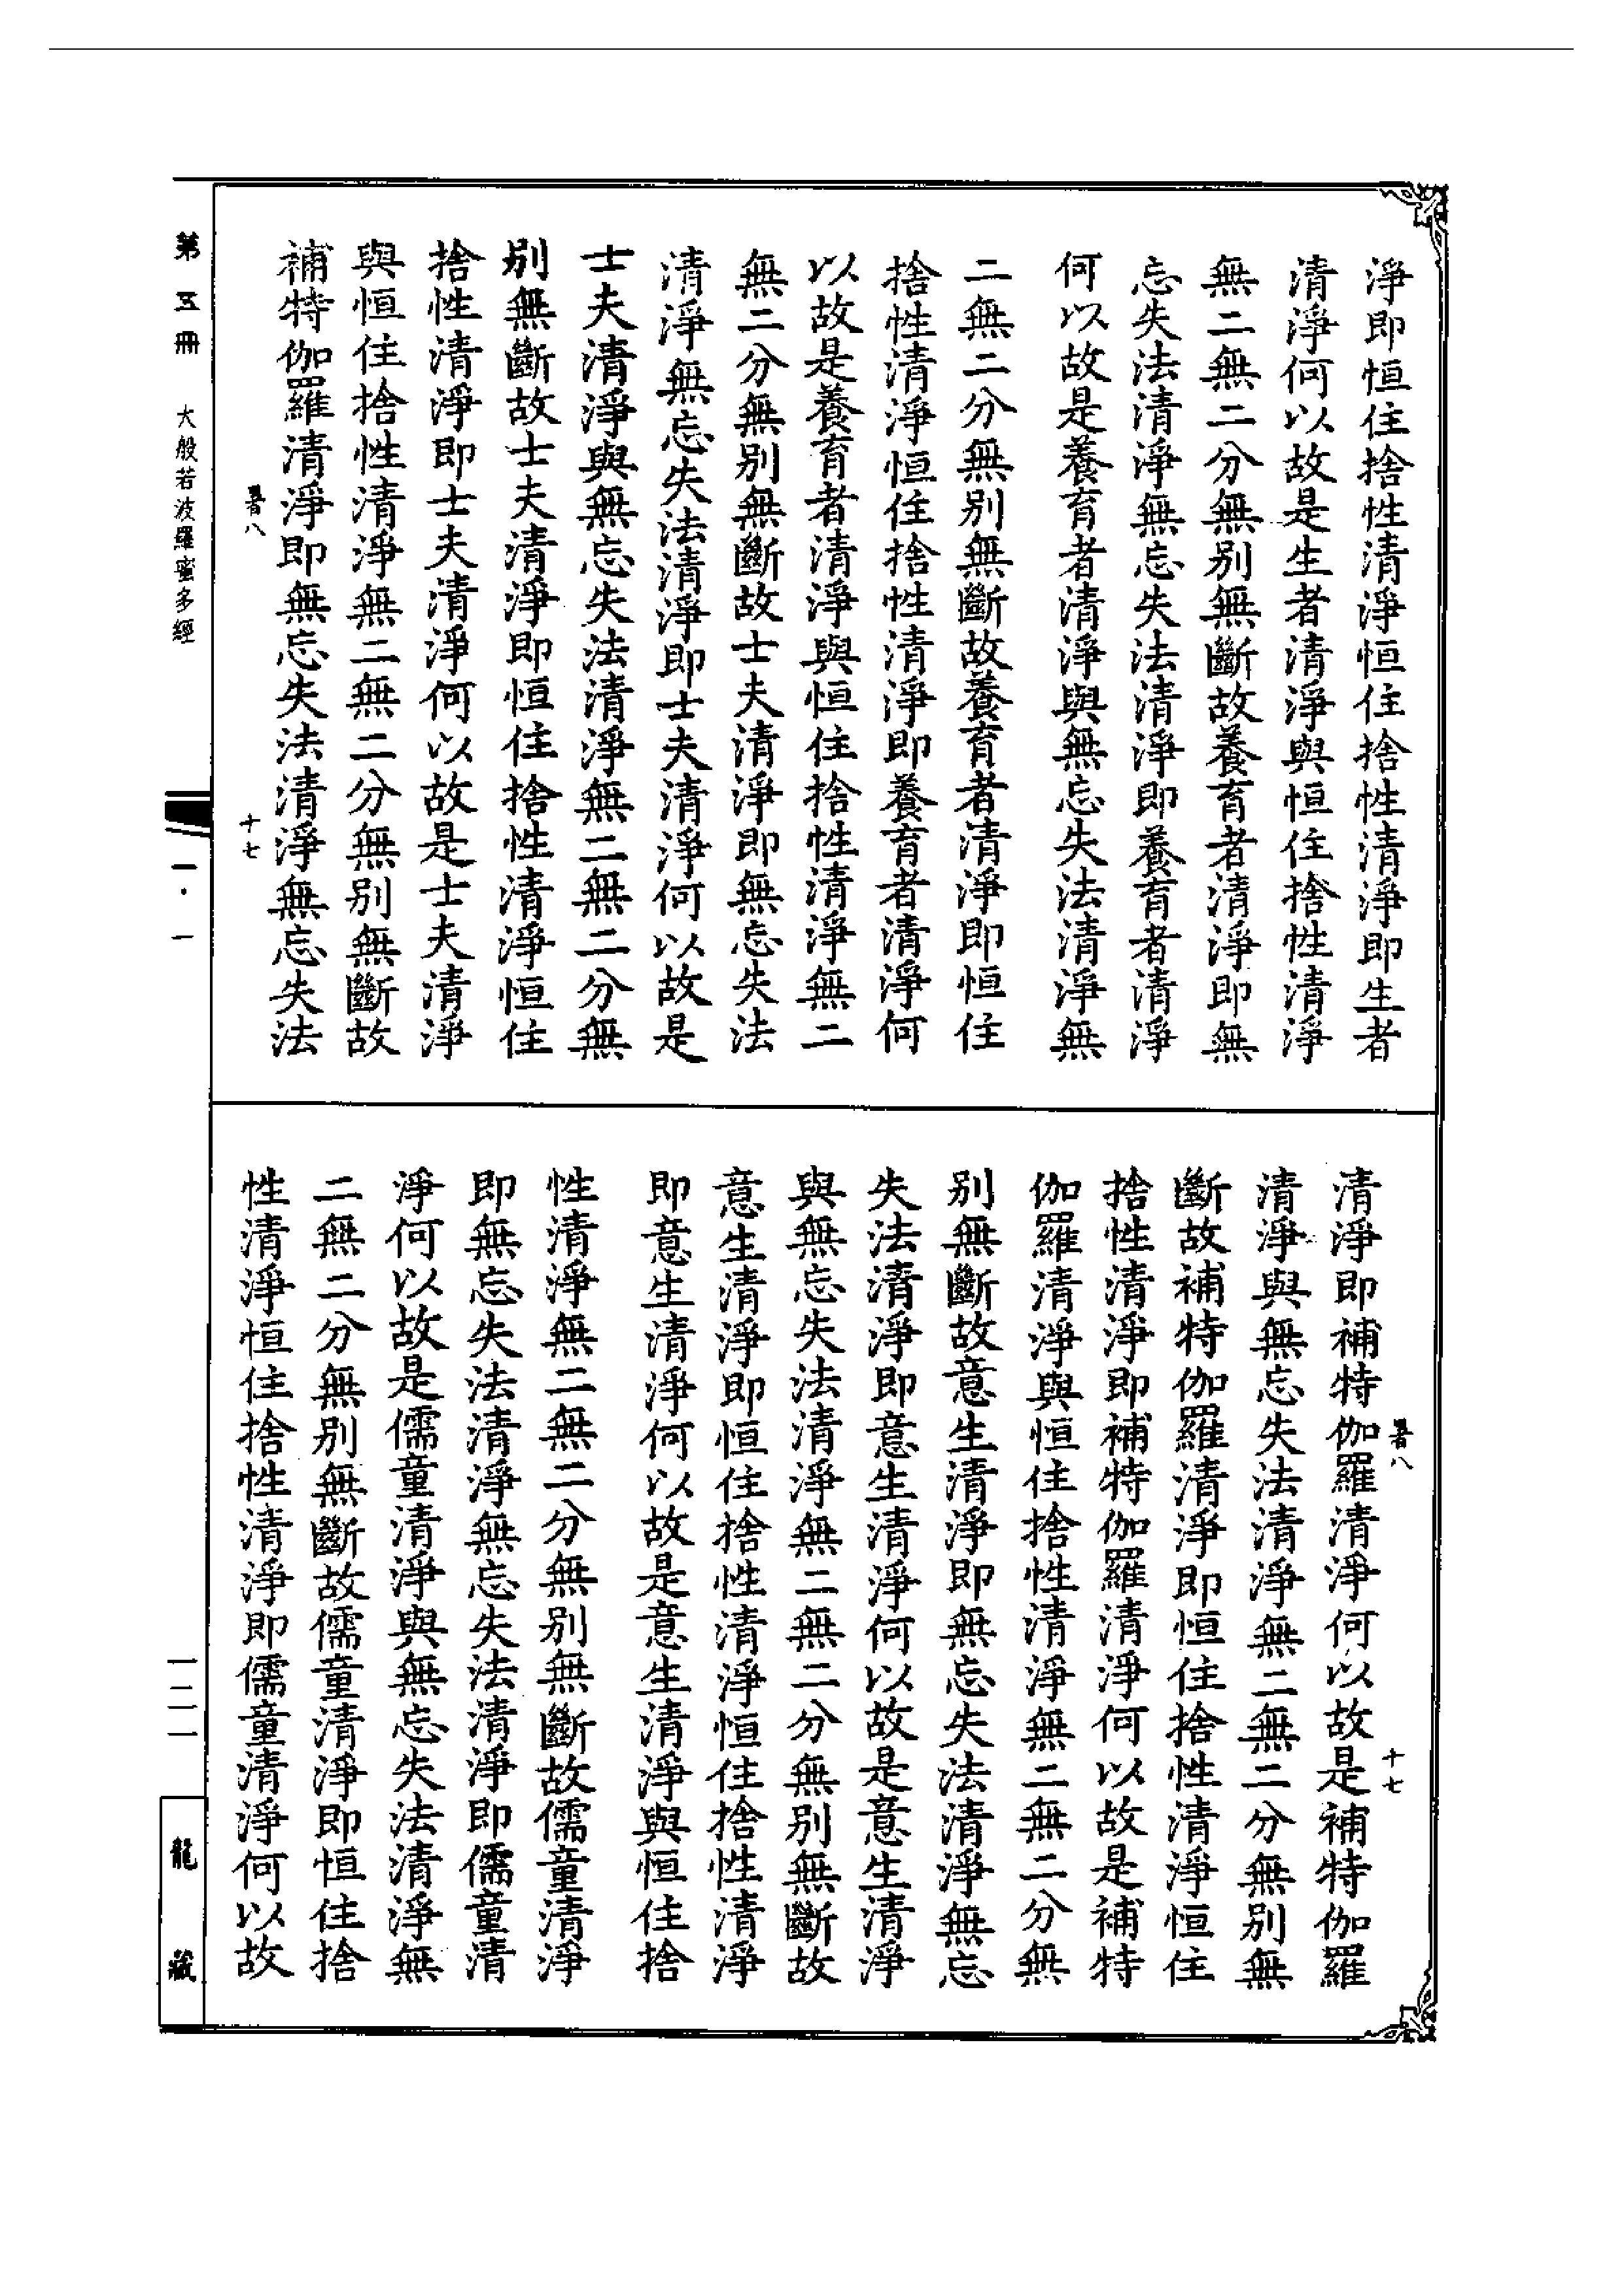 淨即恒住捨性清淨恒住捨性清淨即生者
清淨何以故是生者清淨與恒住捨性清淨
無二無二分無別無斷故養育者清淨即無
忘失法清淨無忘失法清淨即養育者清淨
何以故是養育者清淨與無忘失法清淨無
二無二分無別無斷故養育者清淨即恒住
捨性清淨恒住捨性清淨即養育者清淨何
以故是養育者清淨與恒住捨性清淨無二
無二分無別無斷故士夫清淨即無忘失法
清淨無忘失法清淨即士夫清淨何以故是
士夫清淨與無忘失法清淨無二無二分無
別無斷故士夫清淨即恒住捨性清淨恒住
捨性清淨即士夫清淨何以故是士夫清淨
與恒住捨性清淨無二無二分無別無斷故
補特伽羅清淨即無忘失法清淨無忘失法
八
十七
清淨即補特伽羅清淨何以故是補特伽羅
清淨與無忘失法清淨無二無二分無別無
斷故補特伽羅清淨即恒住捨性清淨恒住
捨性清淨即補特伽羅清淨何以故是補特
伽羅清淨與恒住捨性清淨無二無二分無
別無斷故意生清淨即無忘失法清淨無忘
失法清淨即意生清淨何以故是意生清淨
與無忘失法清淨無二無二分無別無斷故
意生清淨即恒住捨性清淨恒住捨性清淨
即意生清淨何以故是意生清淨與恒住捨
性清淨無二無二分無別無斷故儒童清淨
即無忘失法清淨無忘失法清淨即儒童清
淨何以故是儒童清淨與無忘失法清淨無
二無二分無別無斷故儒童清淨即恒住捨
性清淨恒住捨性清淨即儒童清淨何以故
八
十七
第五冊
大般若波羅蜜多經
一·一
一二一
龍藏